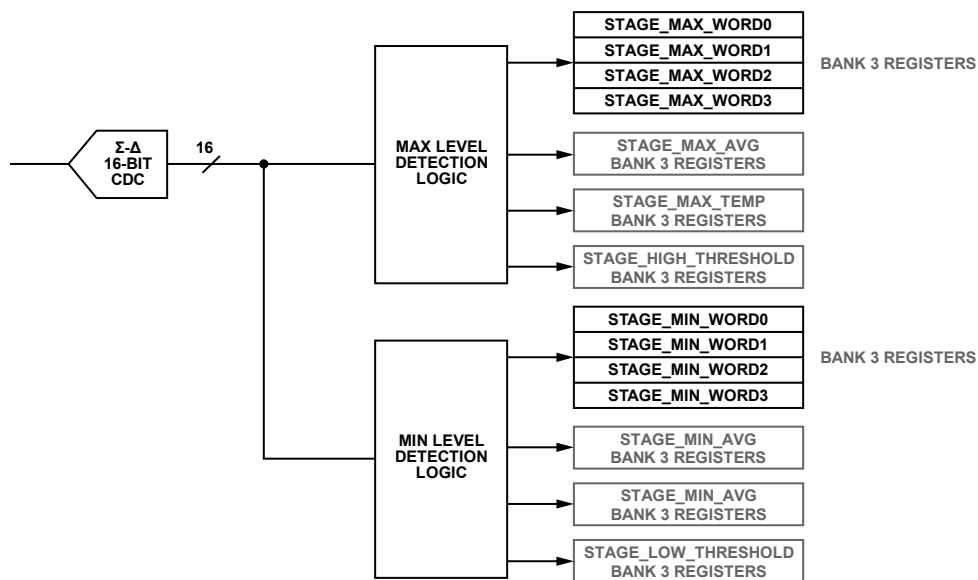 STAGE_MAX_WORD0
STAGE_MAX_WORD1
STAGE_MAX_WORD2
STAGE_MAX_WORD3
BANK 3 REGISTERS
Σ-Δ
16-BIT
CDC
16
MAX LEVEL
DETECTION
LOGIC
STAGE_MAX_AVG
BANK 3 REGISTERS
STAGE_MAX_TEMP
BANK 3 REGISTERS
STAGE_HIGH_THRESHOLD
BANK 3 REGISTERS
STAGE_MIN_WORD0
STAGE_MIN_WORD1
STAGE_MIN_WORD2
STAGE_MIN_WORD3
BANK 3 REGISTERS
MIN LEVEL
DETECTION
LOGIC
STAGE_MIN_AVG
BANK 3 REGISTERS
STAGE_MIN_AVG
BANK 3 REGISTERS
STAGE_LOW_THRESHOLD
BANK 3 REGISTERS